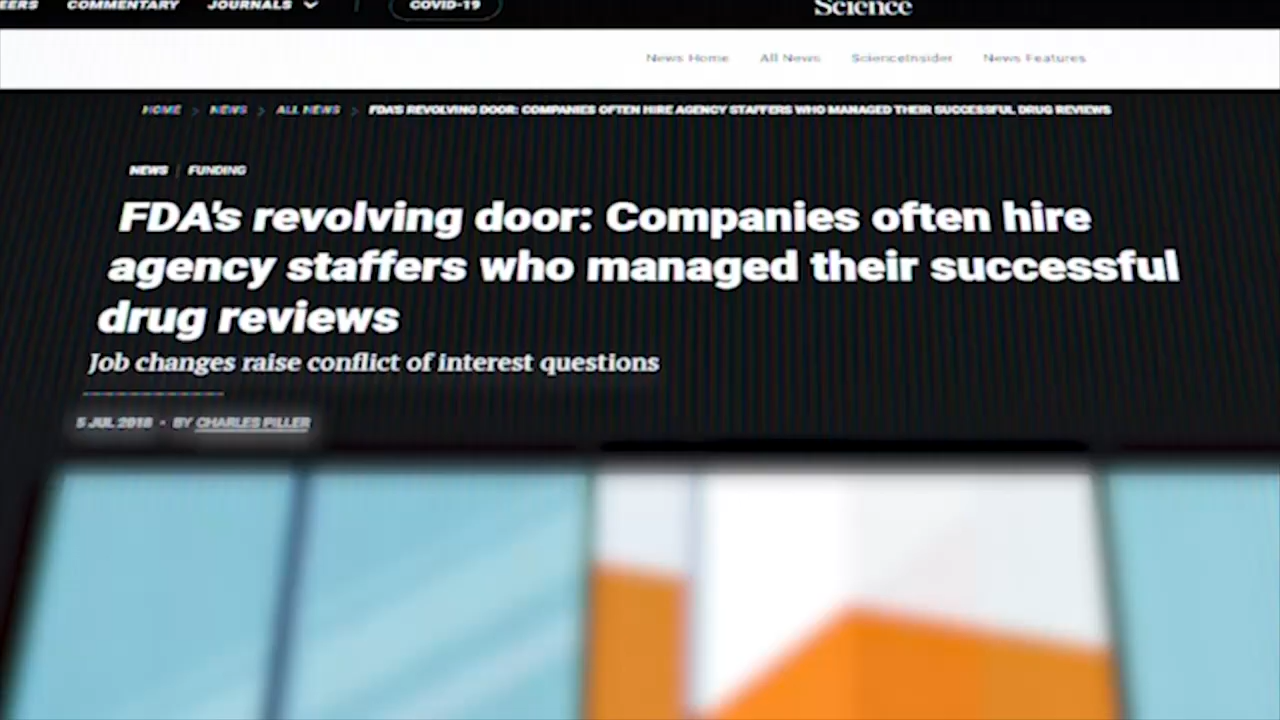 EERS COMMENTARY JOURNALS COVID-19 Science
News Home All News ScienceInsider News Features
HOME > NEWS > ALL NEWS > FDA'S REVOLVING DOOR: COMPANIES OFTEN HIRE AGENCY STAFFERS WHO MANAGED THEIR SUCCESSFUL DRUG REVIEWS
NEWS | FUNDING
FDA's revolving door: Companies often hire
agency staffers who managed their successful
drug reviews
Job changes raise conflict of interest questions
5 JUL 2018 • BY CHARLES PILLER